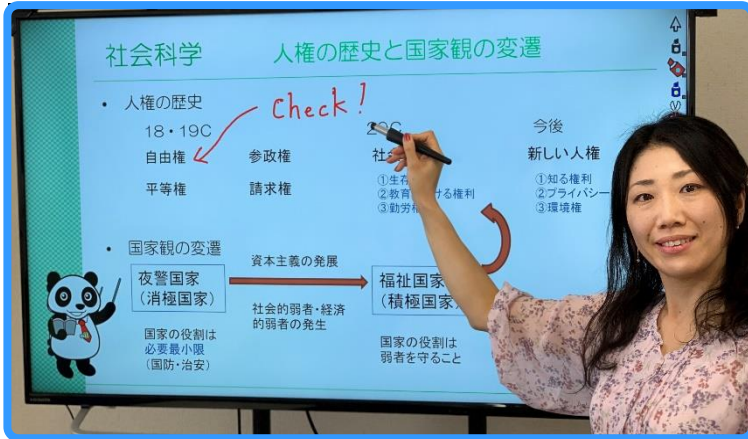 社会科学 人権の歴史と国家観の変遷
• 人権の歴史
Check!
18・19C 今後
自由権 参政権 新しい人権
平等権 請求権
①知る権利
②プライバシー
③環境権
• 国家観の変遷
夜警国家
(消極国家)
資本主義の発展
社会的弱者・経済
的弱者の発生
福祉国家
(積極国家)
国家の役割は
必要最小限
(国防・治安)
国家の役割は
弱者を守ること